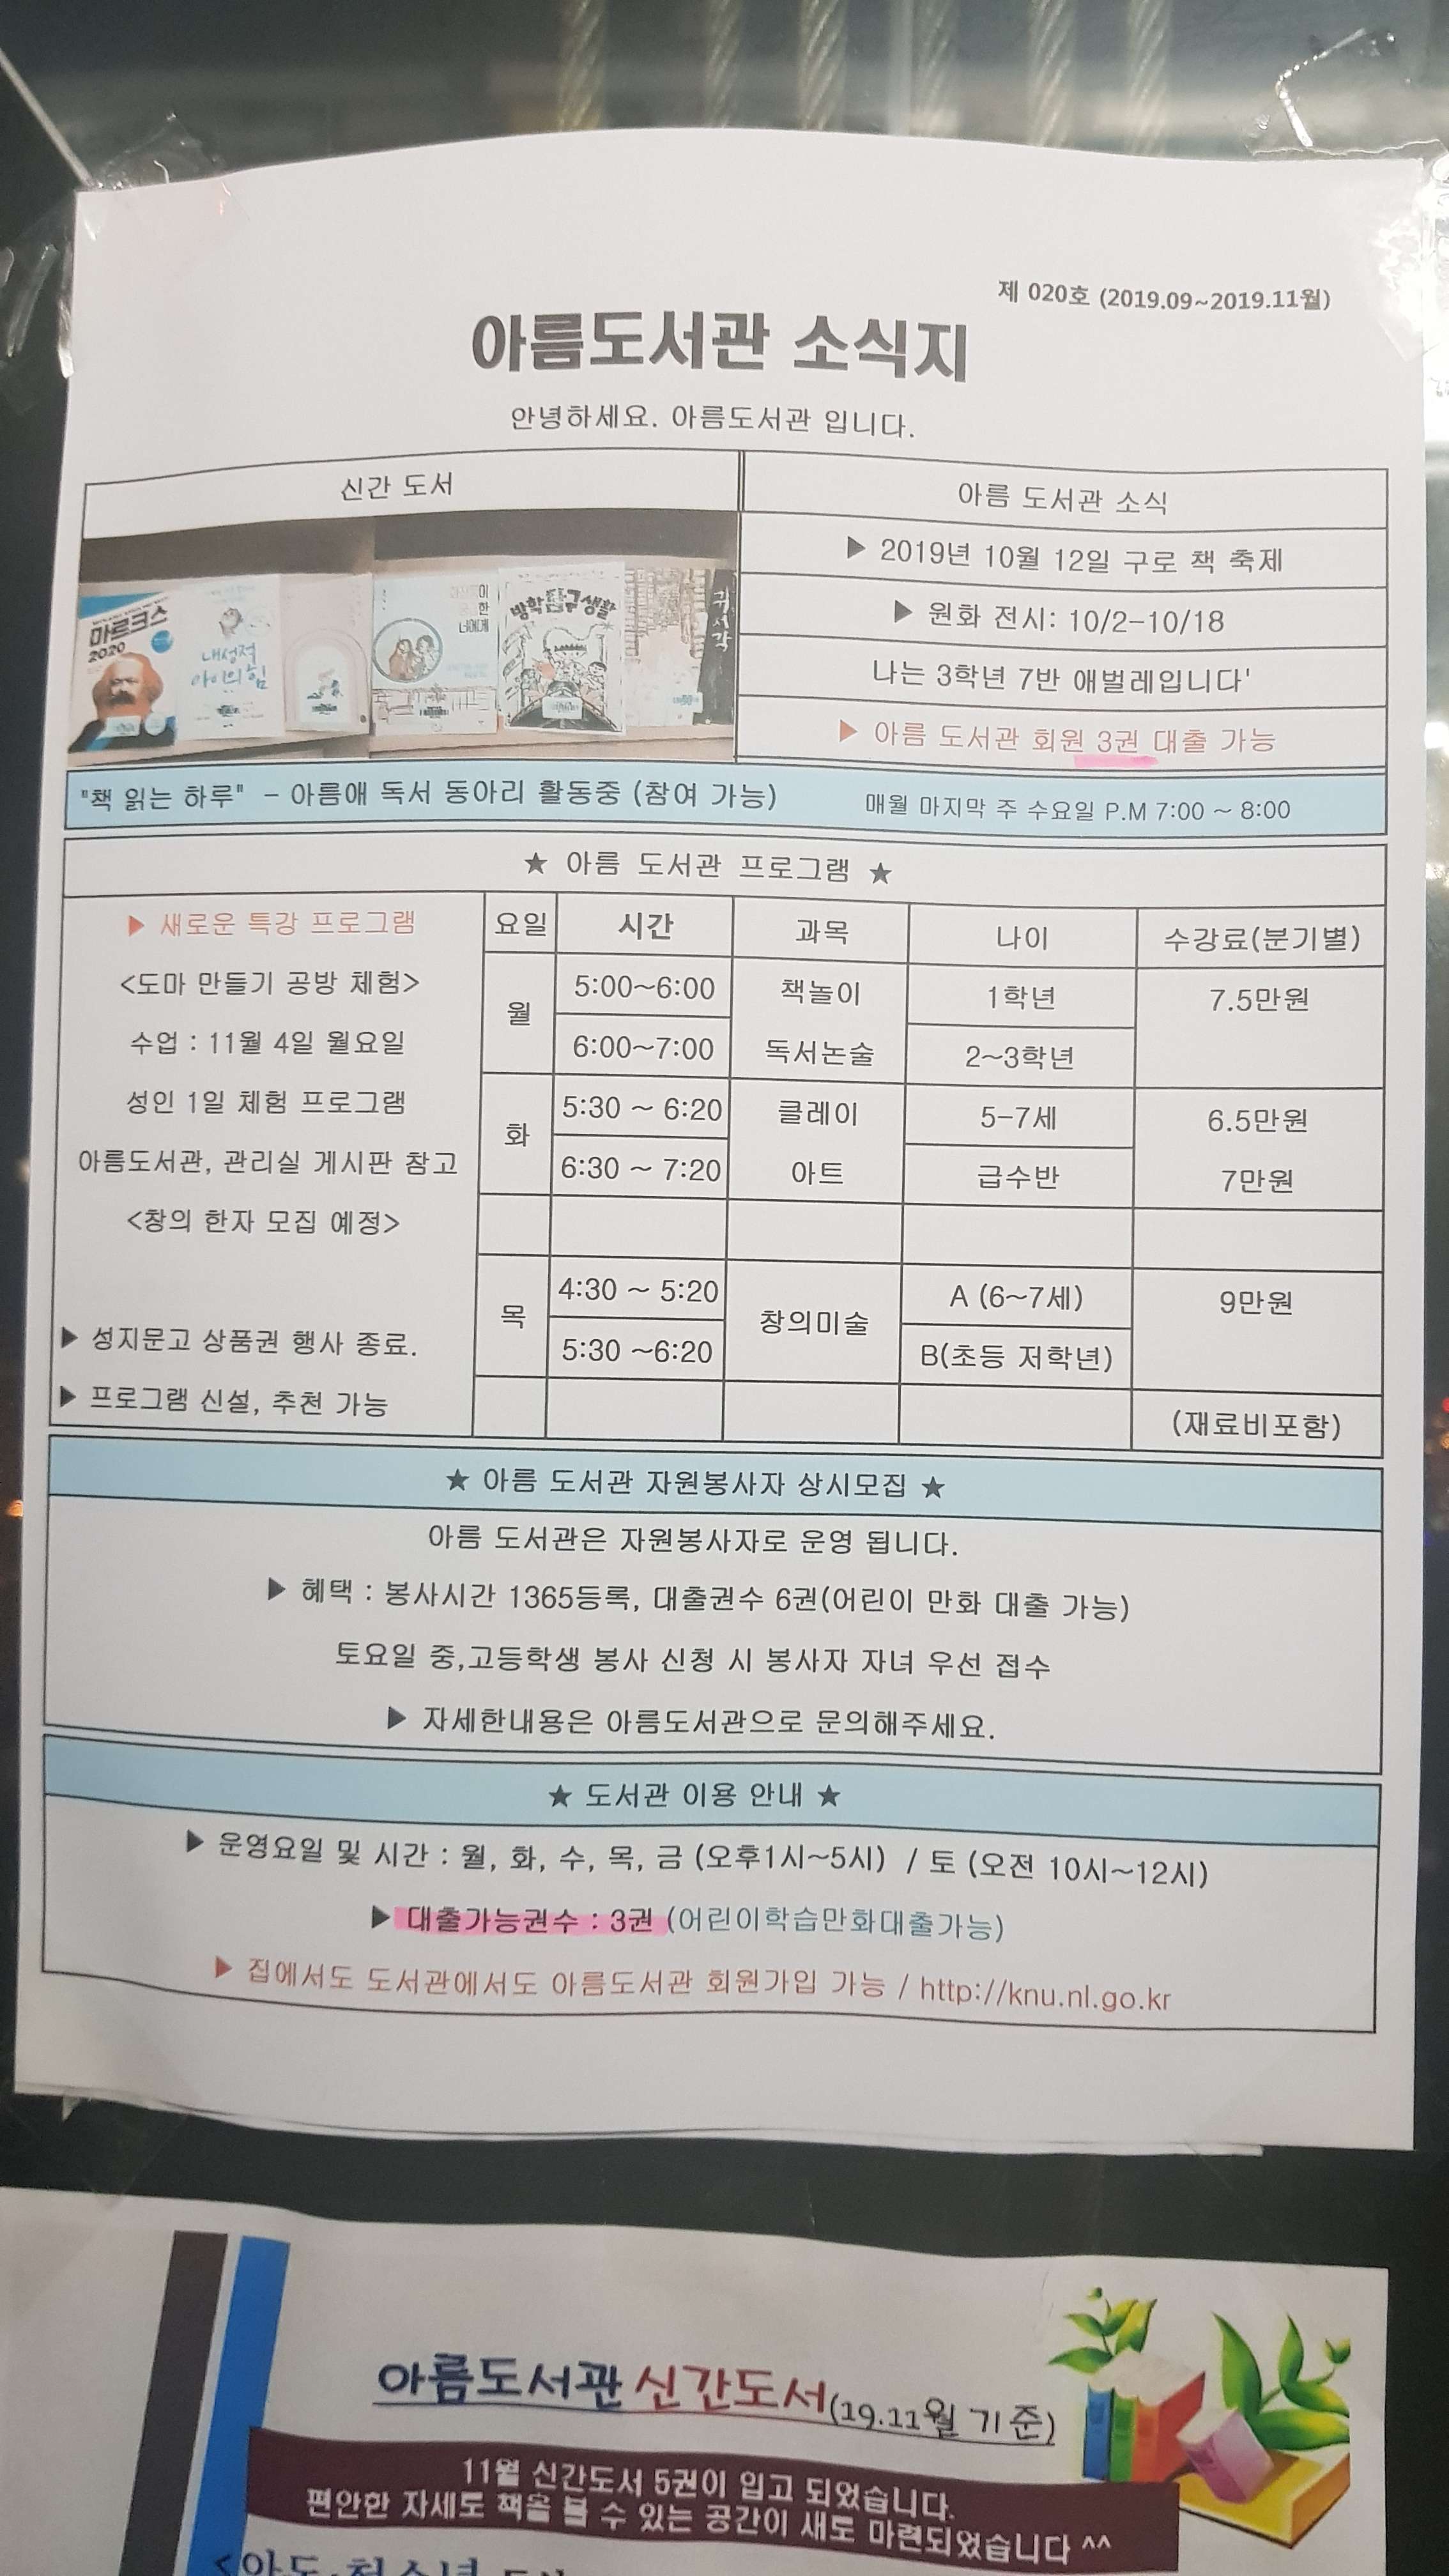 제 020호 (2019.09~2019.11월)
아름도서관 소식지
안녕하세요. 아름도서관 입니다.
신간 도서
마르크스
2020
내성적
아이의 힘
이
한
너에게
방학탐구생활
귀서각
아름 도서관 소식
▶ 2019년 10월 12일 구로 책 축제
▶ 원화 전시: 10/2-10/18
나는 3학년 7반 애벌레입니다'
▶ 아름 도서관 회원 3권 대출 가능
"책 읽는 하루" - 아름애 독서 동아리 활동중 (참여 가능) 매월 마지막 주 수요일 P.M 7:00 ~ 8:00
★ 아름 도서관 프로그램 ★
▶ 새로운 특강 프로그램
<도마 만들기 공방 체험>
수업 : 11월 4일 월요일
성인 1일 체험 프로그램
아름도서관, 관리실 게시판 참고
<창의 한자 모집 예정>
▶ 성지문고 상품권 행사 종료.
▶ 프로그램 신설, 추천 가능
요일 시간 과목 나이 수강료(분기별)
월 5:00~6:00 책놀이 1학년 7.5만원
6:00~7:00 독서논술 2~3학년
화 5:30 ~ 6:20 클레이 5-7세 6.5만원
6:30 ~ 7:20 아트 급수반 7만원
목 4:30 ~ 5:20 창의미술 A (6~7세) 9만원
5:30 ~6:20 B(초등 저학년)
(재료비포함)
★ 아름 도서관 자원봉사자 상시모집 ★
아름 도서관은 자원봉사자로 운영 됩니다.
▶ 혜택 : 봉사시간 1365등록, 대출권수 6권(어린이 만화 대출 가능)
토요일 중,고등학생 봉사 신청 시 봉사자 자녀 우선 접수
▶ 자세한내용은 아름도서관으로 문의해주세요.
★ 도서관 이용 안내 ★
▶ 운영요일 및 시간 : 월, 화, 수, 목, 금 (오후1시~5시) / 토 (오전 10시~12시)
▶ 대출가능권수 : 3권 (어린이학습만화대출가능)
▶ 집에서도 도서관에서도 아름도서관 회원가입 가능 / http://knu.nl.go.kr
아름도서관 신간도서(19.11월 기준)
11월 신간도서 5권이 입고 되었습니다.
편안한 자세도 책을 볼 수 있는 공간이 새도 마련되었습니다 ^^